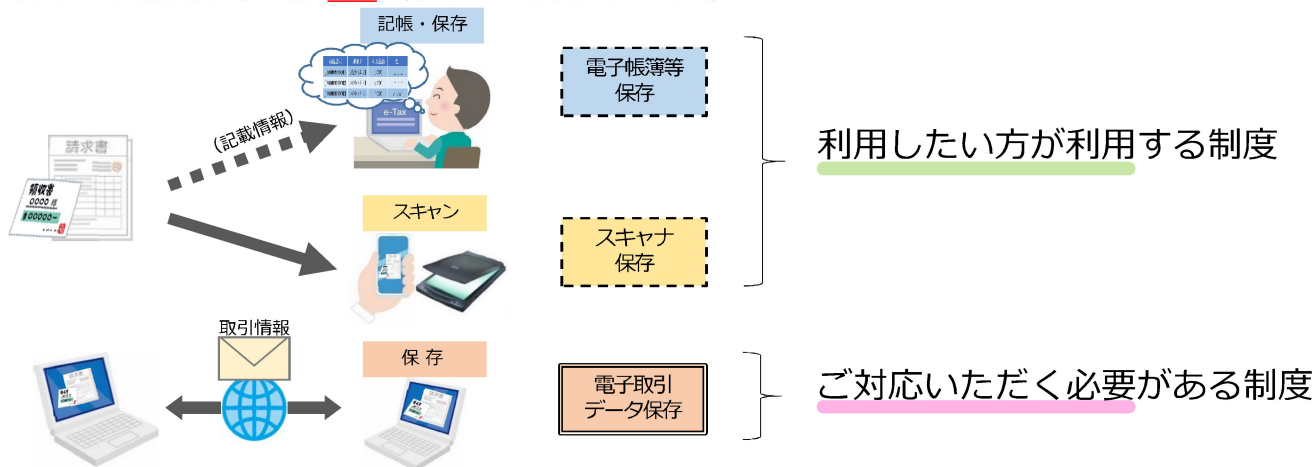 記帳・保存
e-Tax
電子帳簿等
保存
(記載情報)
請求書
領収書
0000 様
¥00000~
利用したい方が利用する制度
スキャン
スキャナ
保存
取引情報
保存
電子取引
データ保存
ご対応いただく必要がある制度